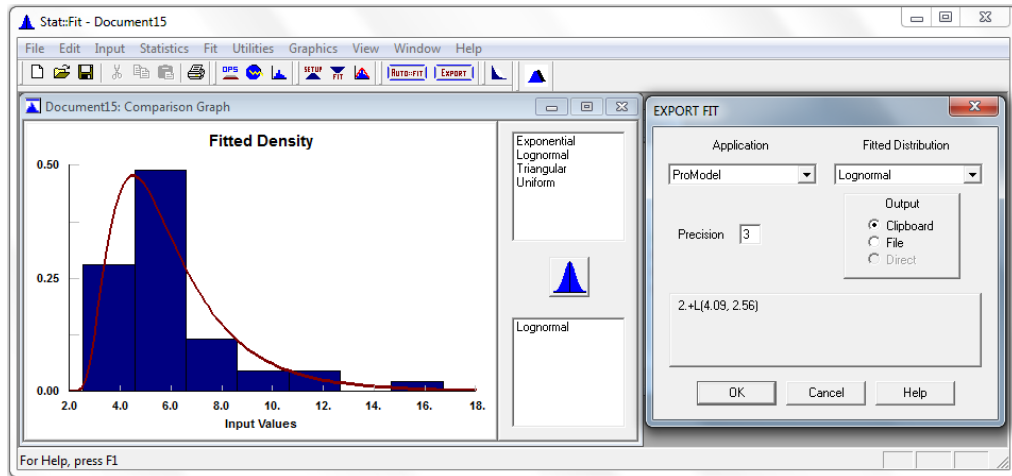 Stat::Fit - Document15
File Edit Input Statistics Fit Utilities Graphics View Window Help
OPS SETUP FIT AUTO::FIT EXPORT
Document15: Comparison Graph
Fitted Density
0.50
0.25
0.00
2.0 4.0 6.0 8.0 10. 12. 14. 16. 18.
Input Values
Exponential
Lognormal
Triangular
Uniform
Lognormal
EXPORT FIT
Application Fitted Distribution
ProModel Lognormal
Output
Precision 3
Clipboard
File
Direct
2.+L(4.09, 2.56)
OK Cancel Help
For Help, press F1